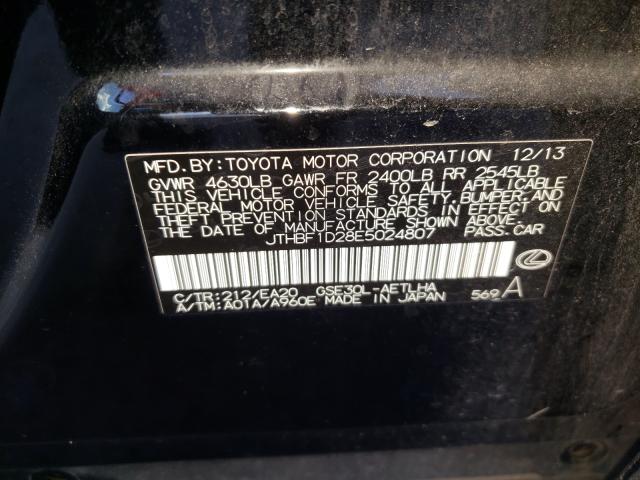 MFD. BY: TOYOTA MOTOR CORPORATION 12/13
GVWR 4630LB GAWR FR 2400LB RR 2545LB
THIS VEHICLE CONFORMS TO ALL APPLICABLE
FEDERAL MOTOR VEHICLE SAFETY, BUMPER, AND
THEFT PREVENTION STANDARDS IN EFFECT ON
THE DATE OF MANUFACTURE SHOWN ABOVE.
JTHBF1D28E5024807 PASS. CAR
C/TR: 212/EA20 GSE30L-AETLHA
A/TM: A01A/A960E MADE IN JAPAN 569 A